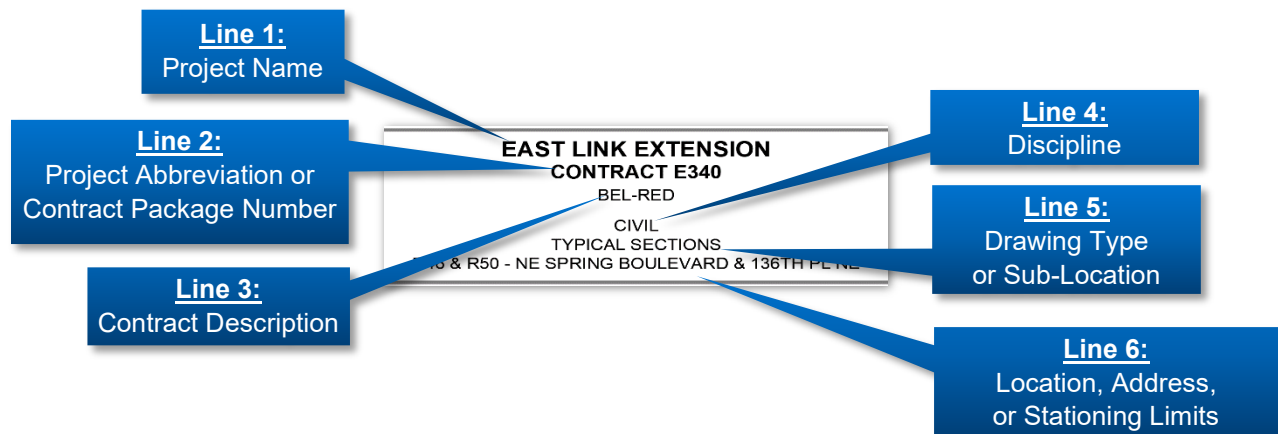 Line 1:
Project Name
Line 2:
Project Abbreviation or
Contract Package Number
Line 3:
Contract Description
EAST LINK EXTENSION
CONTRACT E340
BEL-RED
CIVIL
TYPICAL SECTIONS
& R50 - NE SPRING BOULEVARD & 136TH PL NE
Line 4:
Discipline
Line 5:
Drawing Type
or Sub-Location
Line 6:
Location, Address,
or Stationing Limits